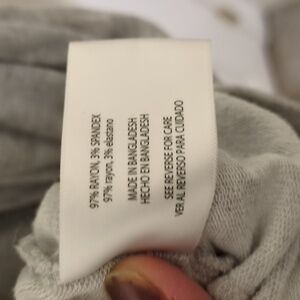 97% RAYON, 3% SPANDEX
97% rayon, 3% elastano
MADE IN BANGLADESH
HECHO EN BANGLADESH
SEE REVERSE FOR CARE
VER AL REVERSO PARA CUIDADO